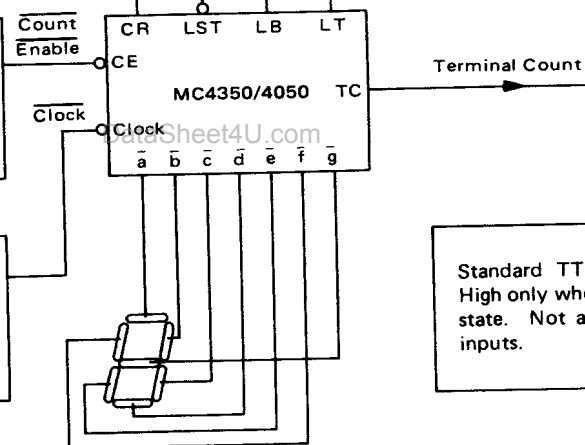 CR LST LB LT
Count
Enable
CE
MC4350/4050 TC
Terminal Count
Clock
Clock
DataSheet4U.com
a b c d e f g
Standard TT
High only whe
state. Not a
inputs.